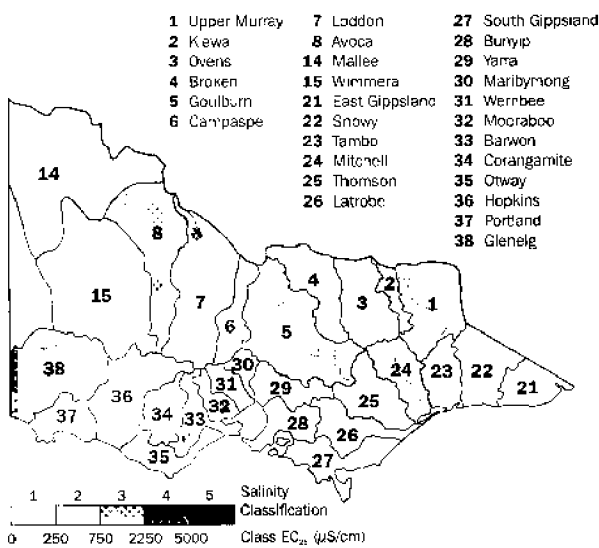 1 Upper Murray
2 Kiewa
3 Ovens
4 Broken
5 Goulburn
6 Campaspe
7 Loddon
8 Avoca
14 Mallee
15 Wimmera
21 East Gippsland
22 Snowy
23 Tambo
24 Mitchell
25 Thomson
26 Latrobe
27 South Gippsland
28 Bunyip
29 Yarra
30 Maribyrnong
31 Werribee
32 Mooraboo
33 Barwon
34 Corangamite
35 Otway
36 Hopkins
37 Portland
38 Glenelg
14
8
4
2
15
7
6
5
3
1
38
30
24
23
22
21
36
31
29
25
37
34
33
32
28
26
35
27
1 2 3 4 5 Salinity
Classification
0 250 750 2250 5000 Class EC25 (µS/cm)